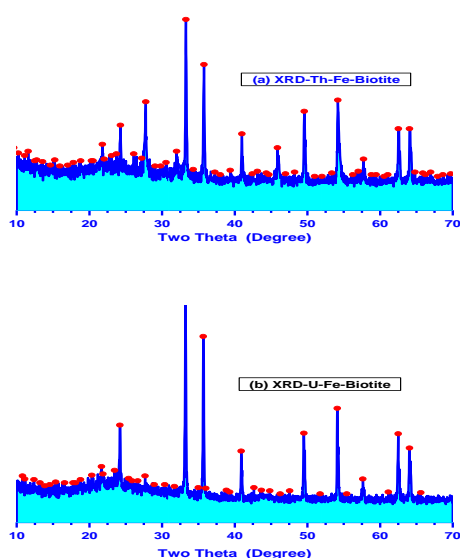 (a) XRD-Th-Fe-Biotite
10 20 30 40 50 60 70
Two Theta (Degree)
(b) XRD-U-Fe-Biotite
10 20 30 40 50 60 70
Two Theta (Degree)